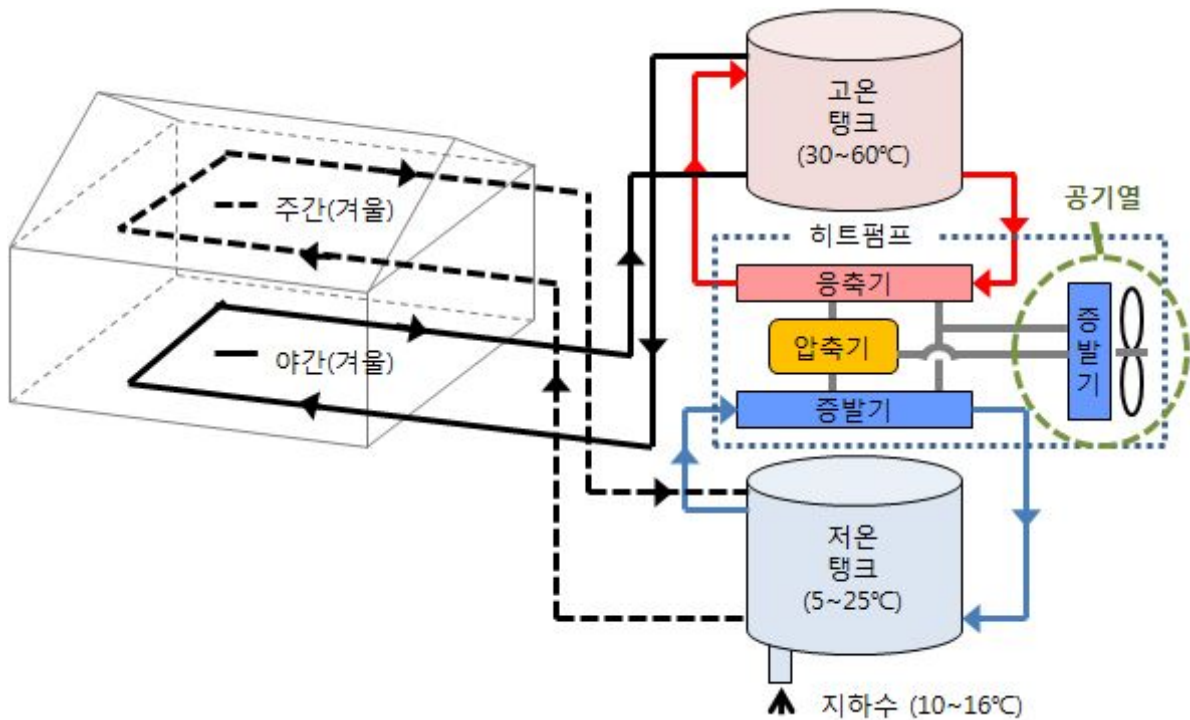 고온
탱크
(30~60℃)
공기열
주간(겨울)
히트펌프
응축기
증
발
기
압축기
야간(겨울)
증발기
저온
탱크
(5~25℃)
지하수 (10~16℃)